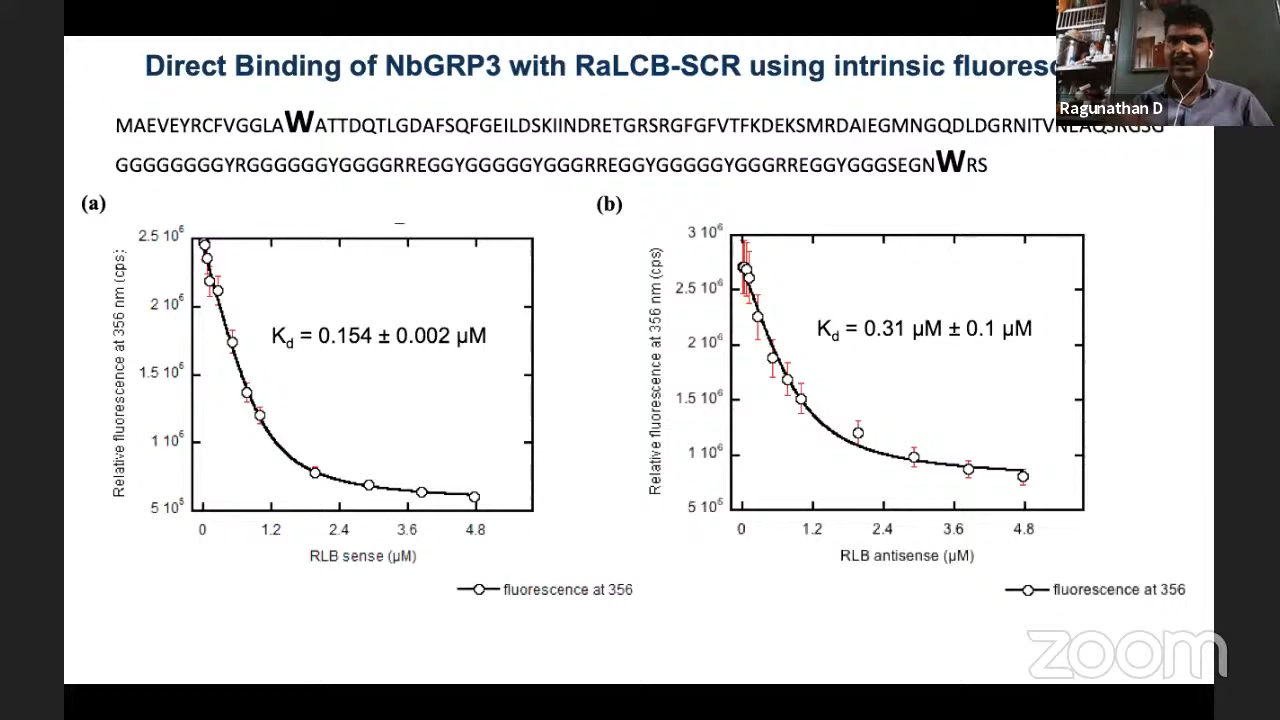 Direct Binding of NbGRP3 with RaLCB-SCR using intrinsic
Ragunathan D
MAEVEYRCFVGGLAWATTDQTLGDAFSQFGEILDSKIINDRETGRSRGFGFVTFKDEKSMRDAIEGMNGQDLDGRNITVNEAQSRGSG
GGGGGGGGYRGGGGGGYGGGGRREGGYGGGGGYGGGRREGGYGGGGGYGGGRREGGYGGGSEGNWRS
(a)
2.5 10⁶
2 10⁶
1.5 10⁶
1 10⁶
5 10⁵
Relative fluorescence at 356 nm (cps)
Kd = 0.154 ± 0.002 µM
0 1.2 2.4 3.6 4.8
RLB sense (µM)
fluorescence at 356
(b)
3 10⁶
2.5 10⁶
2 10⁶
1.5 10⁶
1 10⁶
5 10⁵
Relative fluorescence at 356 nm (cps)
Kd = 0.31 µM ± 0.1 µM
0 1.2 2.4 3.6 4.8
RLB antisense (µM)
fluorescence at 356
zoom